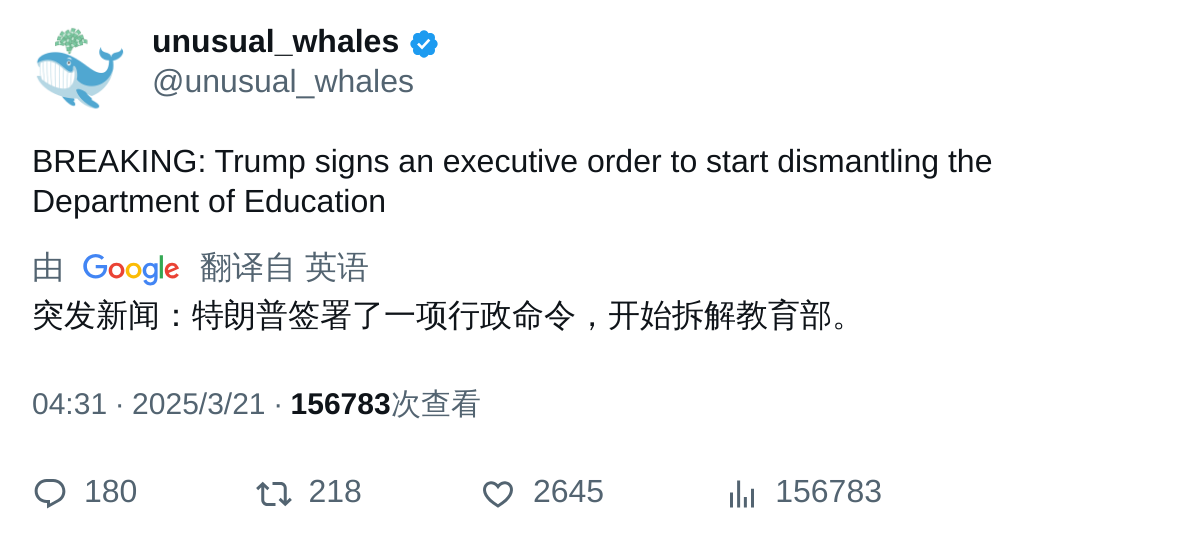 unusual_whales
@unusual_whales
BREAKING: Trump signs an executive order to start dismantling the
Department of Education
由 Google 翻译自 英语
突发新闻：特朗普签署了一项行政命令，开始拆解教育部。
04:31 · 2025/3/21 · 156783次查看
180 218 2645 156783